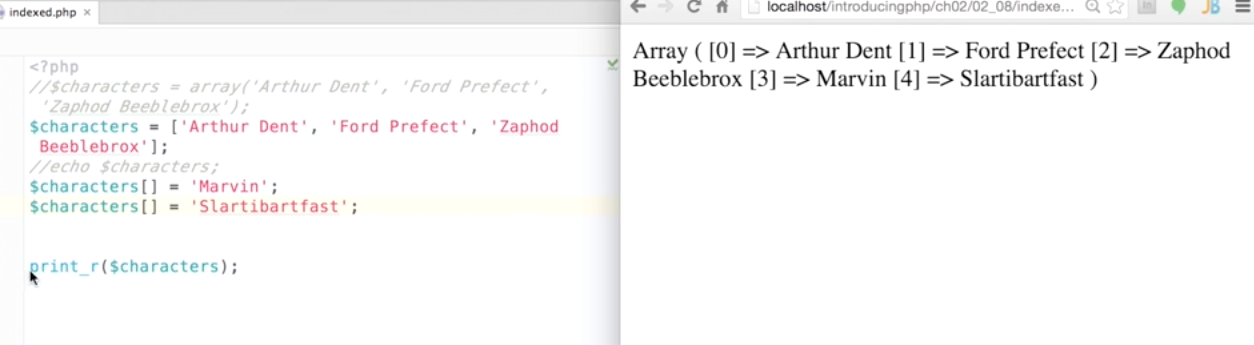 indexed.php ×
localhost/introducingphp/ch02/02_08/indexe...
<?php
//$characters = array('Arthur Dent', 'Ford Prefect',
'Zaphod Beeblebrox');
$characters = ['Arthur Dent', 'Ford Prefect', 'Zaphod
Beeblebrox'];
//echo $characters;
$characters[] = 'Marvin';
$characters[] = 'Slartibartfast';
print_r($characters);
JB
Array ( [0] => Arthur Dent [1] => Ford Prefect [2] => Zaphod
Beeblebrox [3] => Marvin [4] => Slartibartfast )